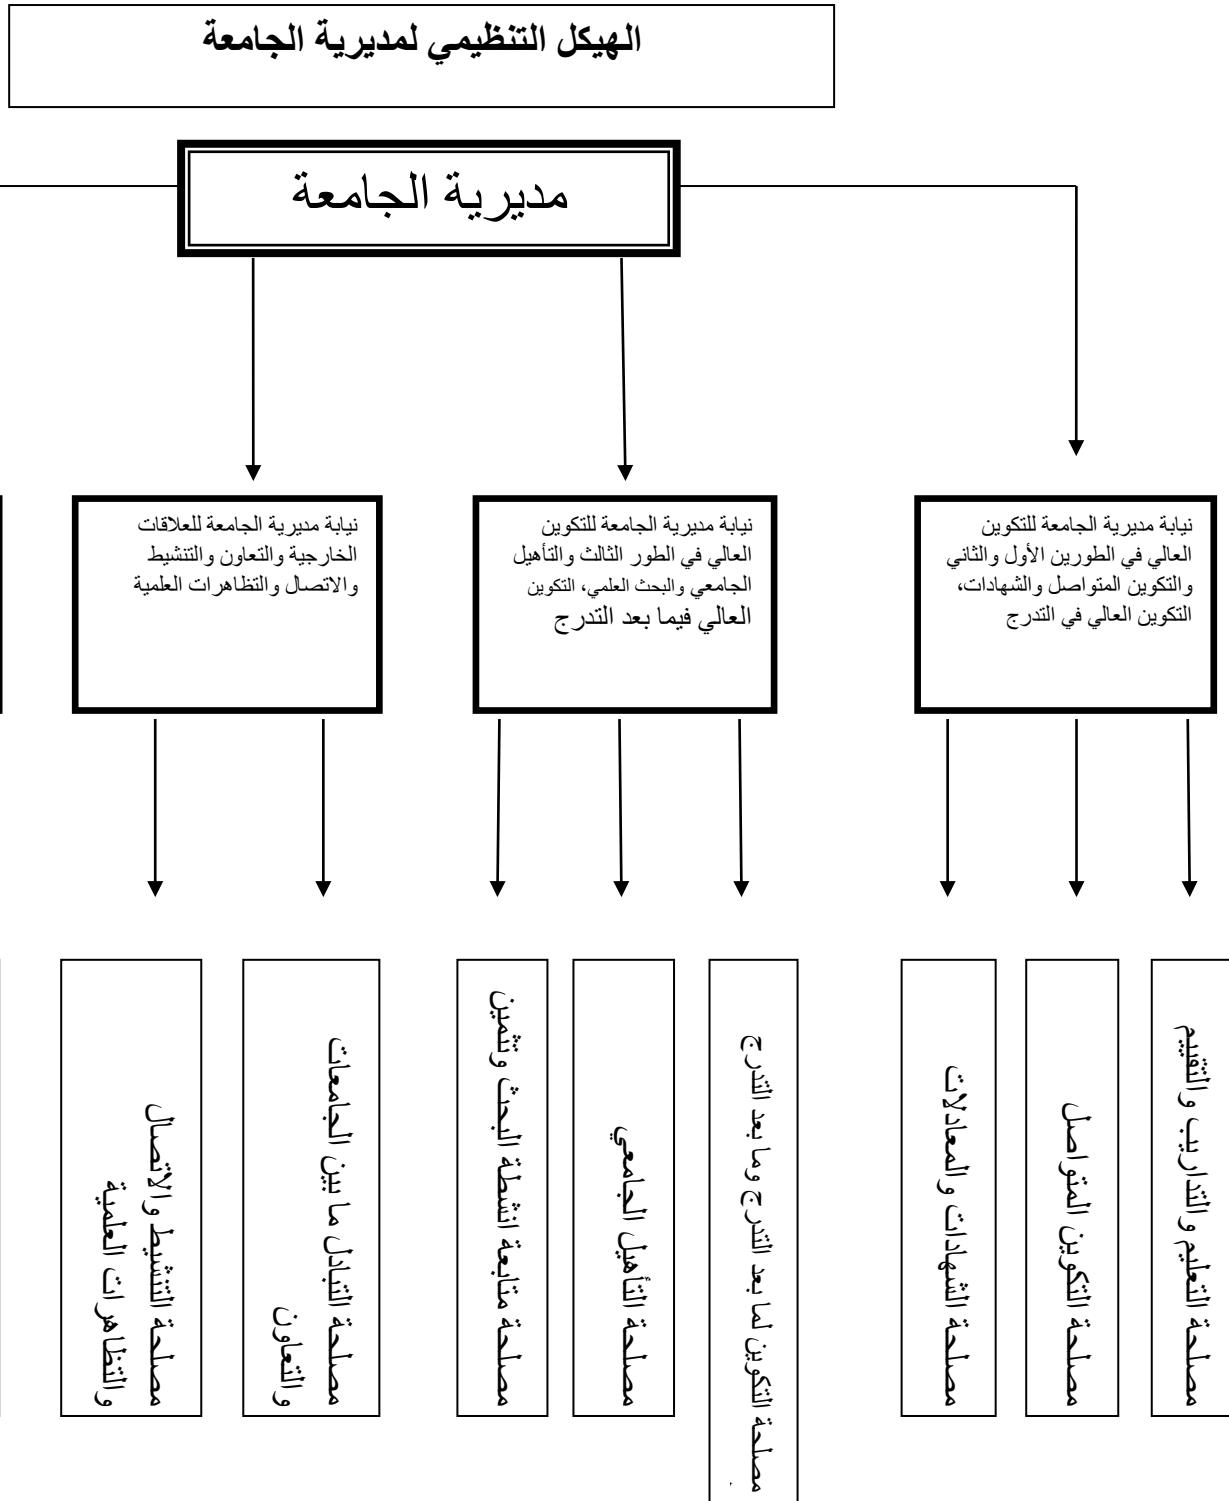 الهيكل التنظيمي لمديرية الجامعة
مديرية الجامعة
نيابة مديرية الجامعة للتكوين
العالي في الطورين الأول والثاني
والتكوين المتواصل والشهادات،
التكوين العالي في التدرج
نيابة مديرية الجامعة للتكوين
العالي في الطور الثالث والتأهيل
الجامعي والبحث العلمي، التكوين
العالي فيما بعد التدرج
نيابة مديرية الجامعة للعلاقات
الخارجية والتعاون والتنشيط
والاتصال والتظاهرات العلمية
مصلحة التعليم والتداريب والتقييم
مصلحة التكوين المتواصل
مصلحة الشهادات والمعادلات
مصلحة التكوين لما بعد التدرج وما بعد التدرج
مصلحة التأهيل الجامعي
مصلحة متابعة انشطة البحث وتثمين
مصلحة التبادل ما بين الجامعات
والتعاون
مصلحة التنشيط والاتصال
والتظاهرات العلمية